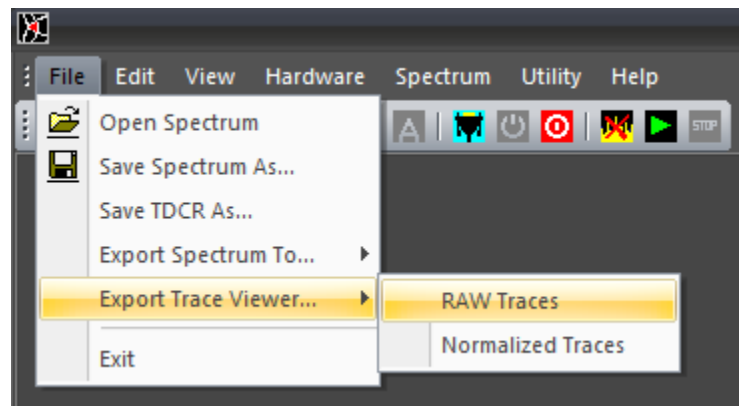 File Edit View Hardware Spectrum Utility Help
Open Spectrum
A
STOP
Save Spectrum As...
Save TDCR As...
Export Spectrum To...
Export Trace Viewer...
RAW Traces
Normalized Traces
Exit